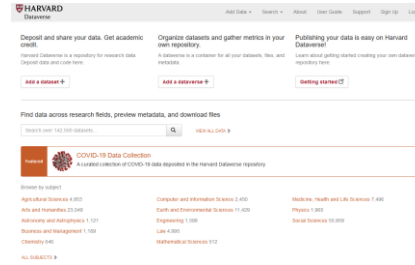 HARVARD
Dataverse
Add Data
Search
About
User Guide
Support
Sign Up
Deposit and share your data. Get academic
credit.
Harvard Dataverse is a repository for research data.
Deposit data and code here.
Add a dataset +
Organize datasets and gather metrics in your
own repository.
A dataverse is a container for all your datasets, files, and
metadata.
Add a dataverse +
Publishing your data is easy on Harvard
Dataverse!
Learn about getting started creating your own dataverse
repository here.
Getting started
Find data across research fields, preview metadata, and download files
Search over 143,000 datasets...
VIEW ALL DATA >
Featured
COVID-19 Data Collection
A curated collection of COVID-19 data deposited in the Harvard Dataverse repository.
Browse by subject
Agricultural Sciences
Arts and Humanities
Astronomy and Astrophysics
Business and Management
Chemistry
Computer and Information Science
Earth and Environmental Sciences
Engineering
Law
Mathematical Sciences
Medicine, Health and Life Sciences
Physics
Social Sciences
ALL SUBJECTS >